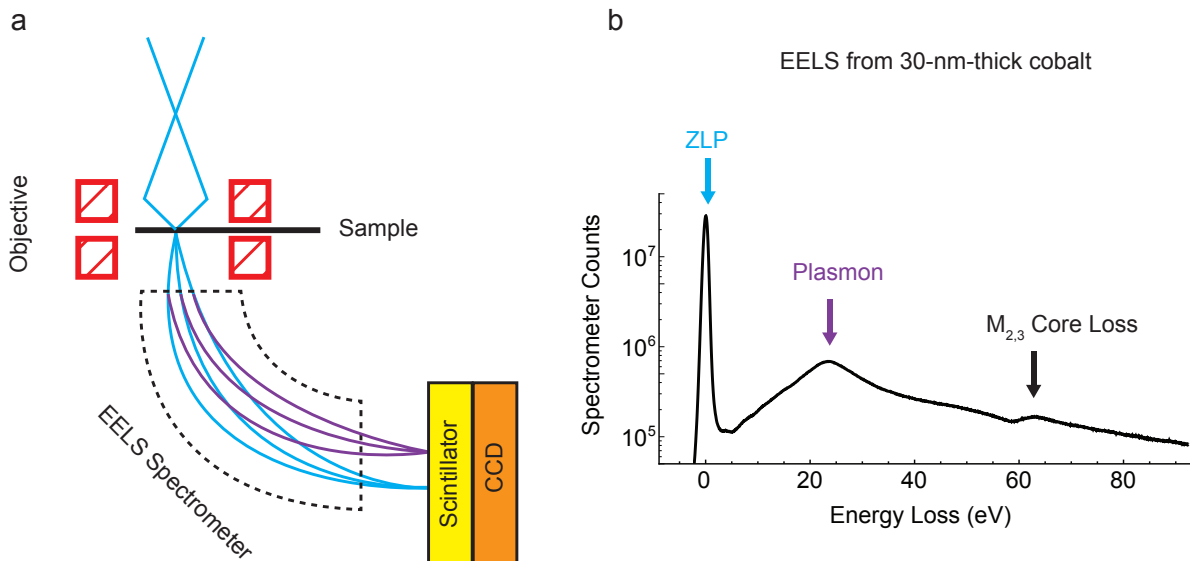 a
Objective
Sample
EELS Spectrometer
Scintillator
CCD
b
EELS from 30-nm-thick cobalt
ZLP
Plasmon
M2,3 Core Loss
Spectrometer Counts
10^7
10^6
10^5
0 20 40 60 80
Energy Loss (eV)